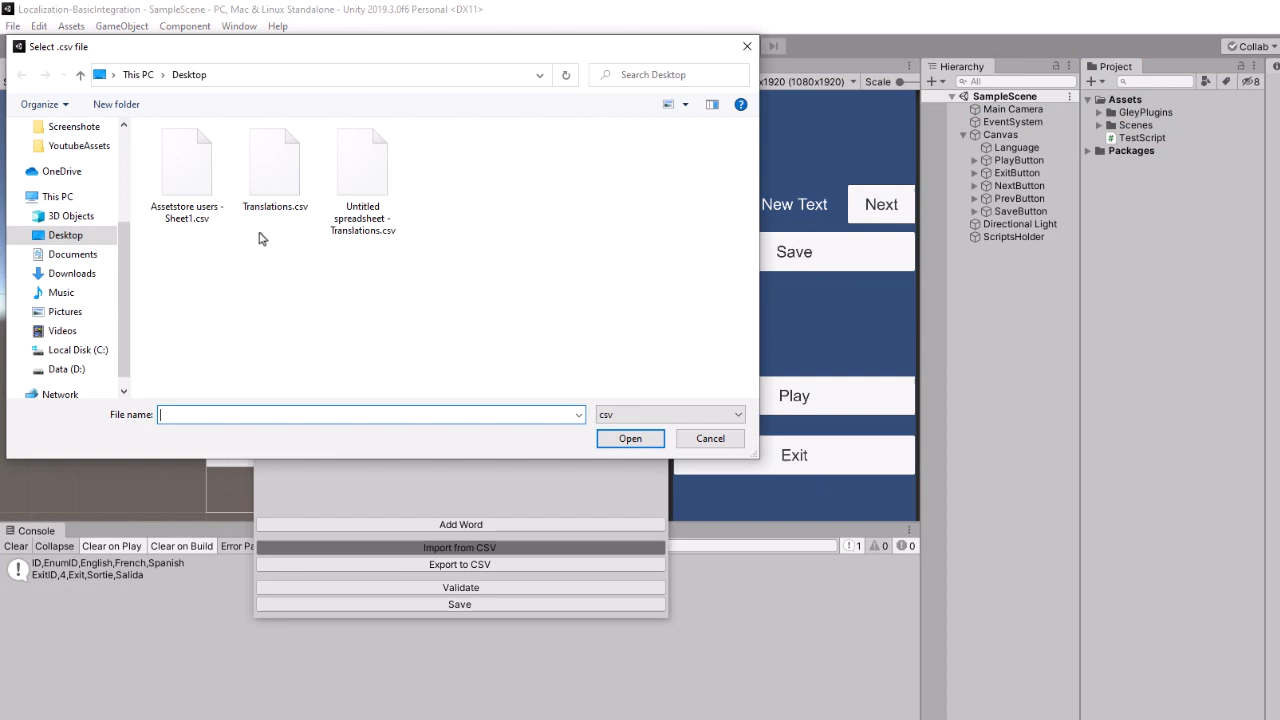 Localization-BasicIntegration - SampleScene - PC, Mac & Linux Standalone - Unity 2019.3.0f6 Personal <DX11>
File Edit Assets GameObject Component Window Help
Select .csv file
Collab
This PC Desktop
Search Desktop
x1920 (1080x1920) Scale
Organize New folder
Screenshote
YoutubeAssets
OneDrive
This PC
3D Objects
Desktop
Documents
Downloads
Music
Pictures
Videos
Local Disk (C:)
Data (D:)
Network
Assetstore users -
Sheet1.csv
Translations.csv
Untitled
spreadsheet -
Translations.csv
File name:
csv
Open Cancel
New Text Next
Save
Play
Exit
Hierarchy
All
SampleScene
Main Camera
EventSystem
Canvas
Language
PlayButton
ExitButton
NextButton
PrevButton
SaveButton
Directional Light
ScriptsHolder
Project
8
Assets
GleyPlugins
Scenes
TestScript
Packages
Add Word
Import from CSV
Export to CSV
Validate
Save
Console
Clear Collapse Clear on Play Clear on Build Error Pa
1 0 0
ID,EnumID,English,French,Spanish
ExitID,4,Exit,Sortie,Salida